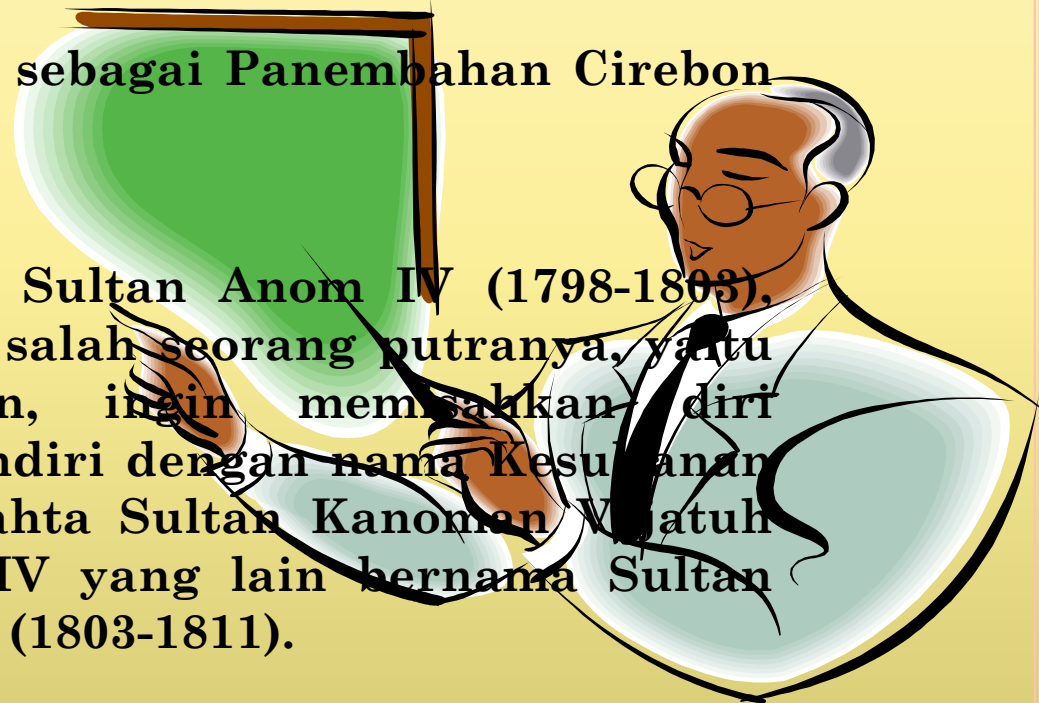 sebagai Panembahan Cirebon
Sultan Anom IV (1798-1803),
salah seorang putranya, yaitu
n, ingin memisahkan diri
ndiri dengan nama Kesultanan
ahta Sultan Kanoman V jatuh
IV yang lain bernama Sultan
(1803-1811).